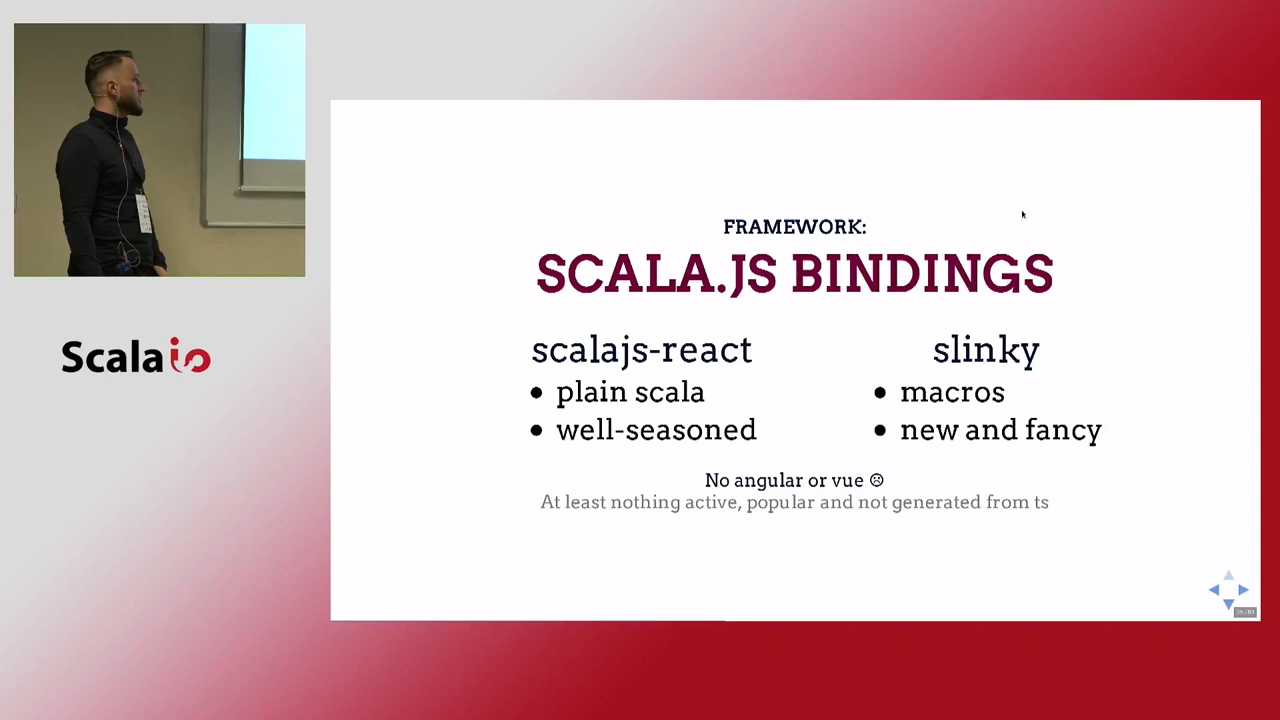 Scala io
FRAMEWORK:
SCALA.JS BINDINGS
scalajs-react
• plain scala
• well-seasoned
slinky
• macros
• new and fancy
No angular or vue ☹
At least nothing active, popular and not generated from ts